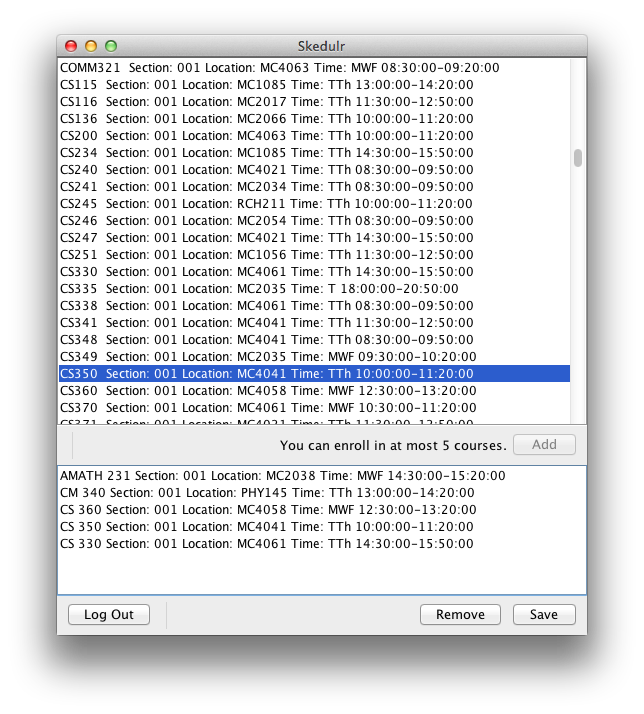 Skedulr
COMM321 Section: 001 Location: MC4063 Time: MWF 08:30:00-09:20:00
CS115 Section: 001 Location: MC1085 Time: TTh 13:00:00-14:20:00
CS116 Section: 001 Location: MC2017 Time: TTh 11:30:00-12:50:00
CS136 Section: 001 Location: MC2066 Time: TTh 10:00:00-11:20:00
CS200 Section: 001 Location: MC4063 Time: TTh 10:00:00-11:20:00
CS234 Section: 001 Location: MC1085 Time: TTh 14:30:00-15:50:00
CS240 Section: 001 Location: MC4021 Time: TTh 08:30:00-09:50:00
CS241 Section: 001 Location: MC2034 Time: TTh 08:30:00-09:50:00
CS245 Section: 001 Location: RCH211 Time: TTh 10:00:00-11:20:00
CS246 Section: 001 Location: MC2054 Time: TTh 08:30:00-09:50:00
CS247 Section: 001 Location: MC4021 Time: TTh 14:30:00-15:50:00
CS251 Section: 001 Location: MC1056 Time: TTh 11:30:00-12:50:00
CS330 Section: 001 Location: MC4061 Time: TTh 14:30:00-15:50:00
CS335 Section: 001 Location: MC2035 Time: T 18:00:00-20:50:00
CS338 Section: 001 Location: MC4061 Time: TTh 08:30:00-09:50:00
CS341 Section: 001 Location: MC4041 Time: TTh 11:30:00-12:50:00
CS348 Section: 001 Location: MC4041 Time: TTh 08:30:00-09:50:00
CS349 Section: 001 Location: MC2035 Time: MWF 09:30:00-10:20:00
CS350 Section: 001 Location: MC4041 Time: TTh 10:00:00-11:20:00
CS360 Section: 001 Location: MC4058 Time: MWF 12:30:00-13:20:00
CS370 Section: 001 Location: MC4061 Time: MWF 10:30:00-11:20:00
You can enroll in at most 5 courses. Add
AMATH 231 Section: 001 Location: MC2038 Time: MWF 14:30:00-15:20:00
CM 340 Section: 001 Location: PHY145 Time: TTh 13:00:00-14:20:00
CS 360 Section: 001 Location: MC4058 Time: MWF 12:30:00-13:20:00
CS 350 Section: 001 Location: MC4041 Time: TTh 10:00:00-11:20:00
CS 330 Section: 001 Location: MC4061 Time: TTh 14:30:00-15:50:00
Log Out Remove Save